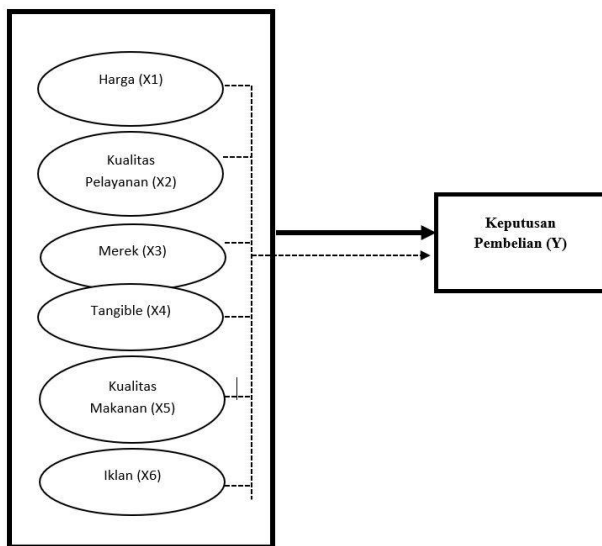 Harga (X1)
Kualitas
Pelayanan (X2)
Merek (X3)
Tangible (X4)
Kualitas
Makanan (X5)
Iklan (X6)
Keputusan
Pembelian (Y)